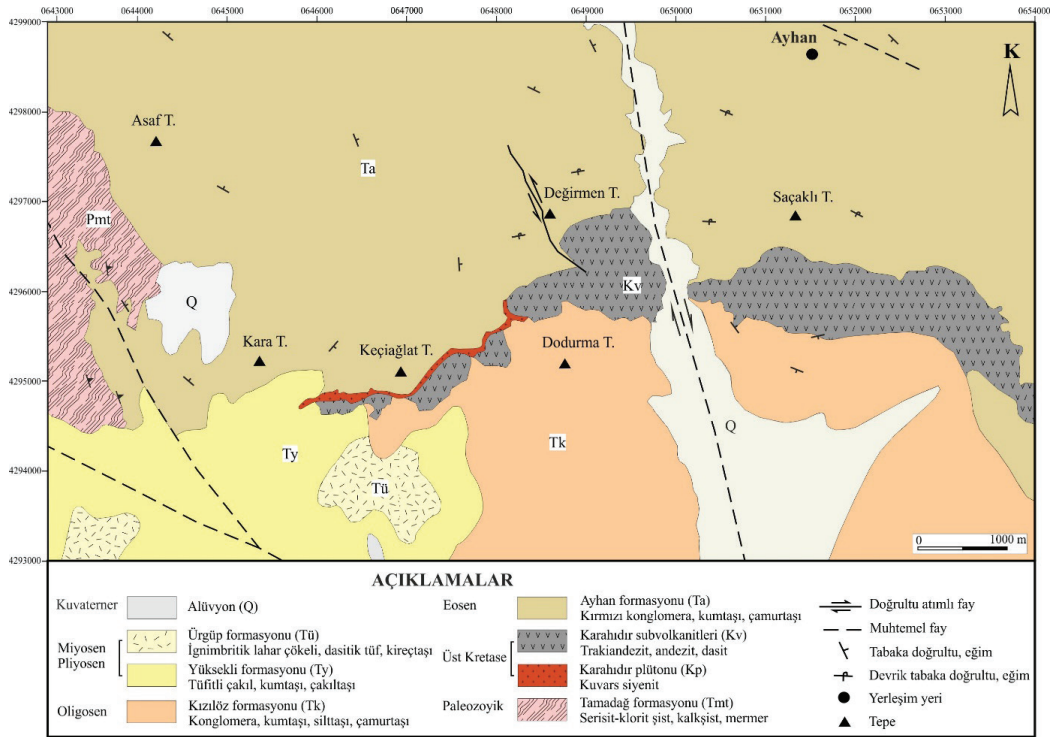 0643000 0644000 0645000 0646000 0647000 0648000 0649000 0650000 0651000 0652000 0653000 0654000
4299000
4298000
4297000
4296000
4295000
4294000
4293000
Ayhan
K
Asaf T.
Ta
Değirmen T.
Saçaklı T.
Pmt
Q
Kv
Kara T.
Keçiağlat T.
Dodurma T.
Q
Ty
Tk
Tü
0 1000 m
AÇIKLAMALAR
Kuvaterner
Alüvyon (Q)
Miyosen
Pliyosen
Ürgüp formasyonu (Tü)
İgnimbritik lahar çökeli, dasitik tüf, kireçtaşı
Yüksekli formasyonu (Ty)
Tüfitli çakıl, kumtaşı, çakıltaşı
Oligosen
Kızılöz formasyonu (Tk)
Konglomera, kumtaşı, silttaşı, çamurtaşı
Eosen
Ayhan formasyonu (Ta)
Kırmızı konglomera, kumtaşı, çamurtaşı
Üst Kretase
Karahıdır subvolkanitleri (Kv)
Trakiandezit, andezit, dasit
Karahıdır plütonu (Kp)
Kuvars siyenit
Paleozoyik
Tamadağ formasyonu (Tmt)
Serisit-klorit şist, kalkşist, mermer
Doğrultu atımlı fay
Muhtemel fay
Tabaka doğrultu, eğim
Devrik tabaka doğrultu, eğim
Yerleşim yeri
Tepe